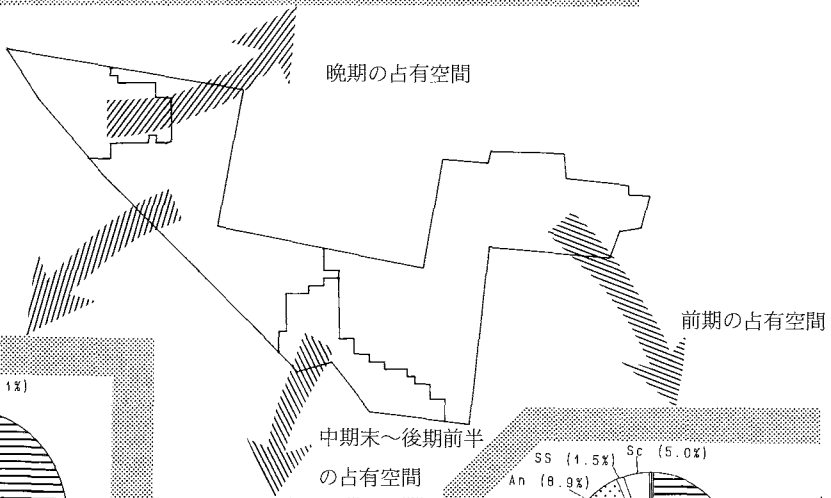 晩期の占有空間
前期の占有空間
1%)
中期末～後期前半
の占有空間
SS (1.5%)
Sc (5.0%)
An (8.9%)